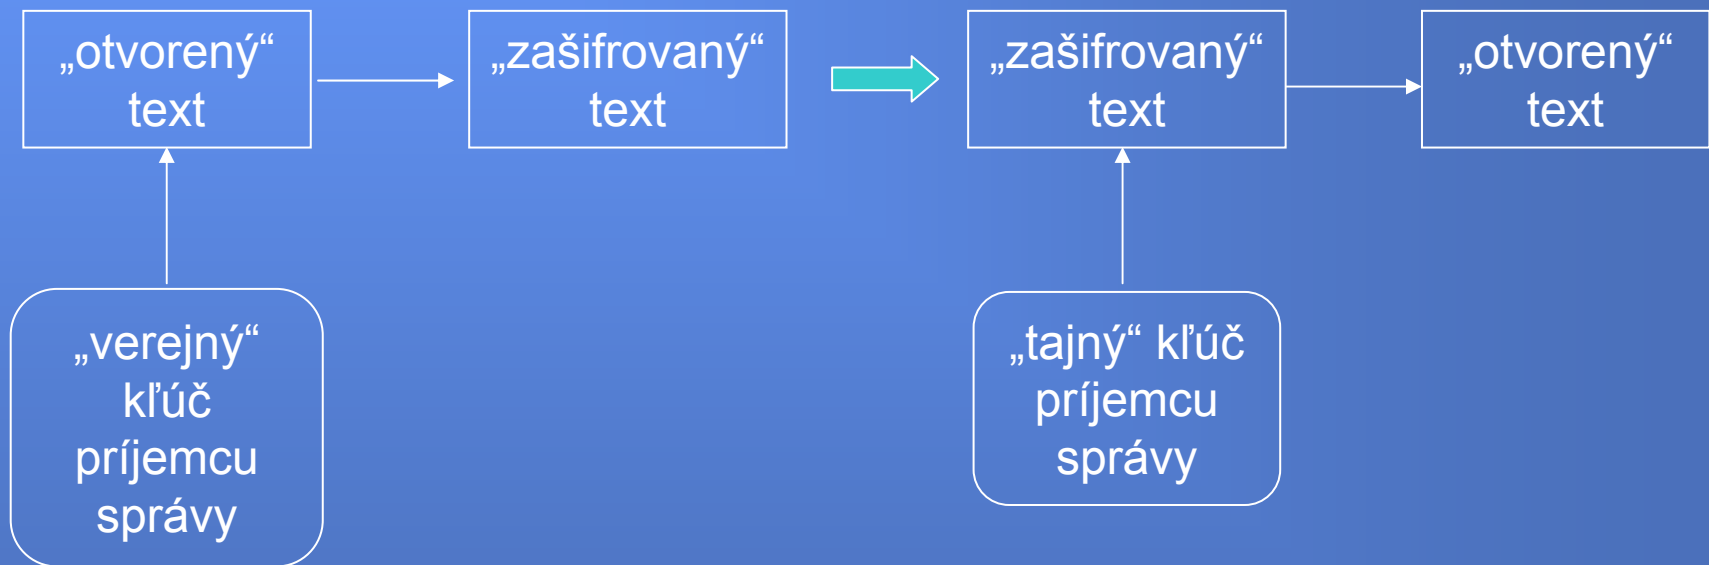 „otvorený“
text
„zašifrovaný“
text
„zašifrovaný“
text
„otvorený“
text
„verejný“
kľúč
príjemcu
správy
„tajný“ kľúč
príjemcu
správy